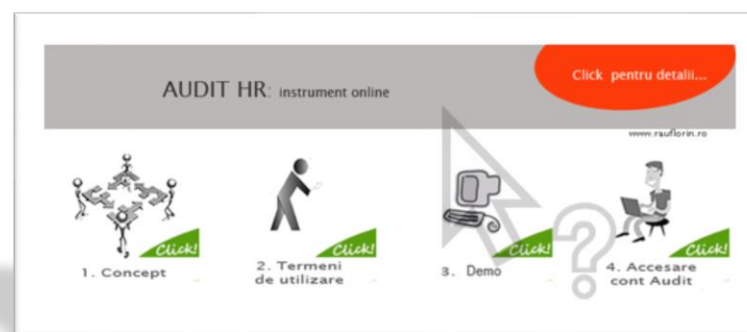 AUDIT HR: instrument online
Click pentru detalii...
www.rauflorin.ro
Click!
1. Concept
Click!
2. Termeni
de utilizare
Click!
3. Demo
Click!
4. Accesare
cont Audit